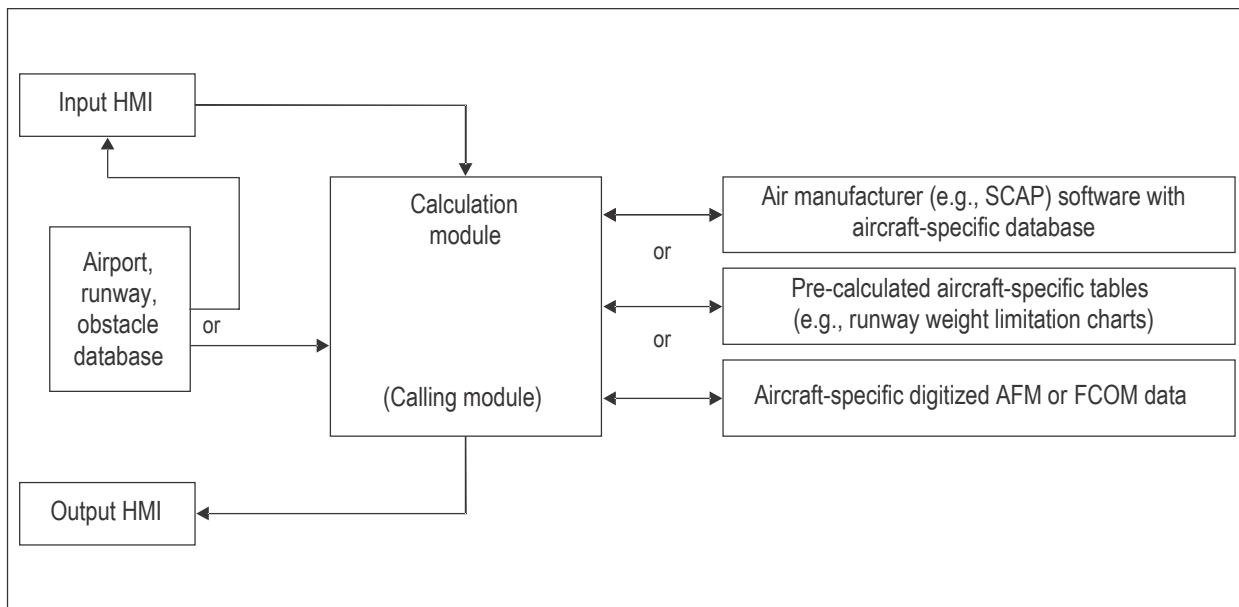 Input HMI
Airport,
runway,
obstacle
database
or
Calculation
module
(Calling module)
Output HMI
Air manufacturer (e.g., SCAP) software with
aircraft-specific database
or
Pre-calculated aircraft-specific tables
(e.g., runway weight limitation charts)
or
Aircraft-specific digitized AFM or FCOM data